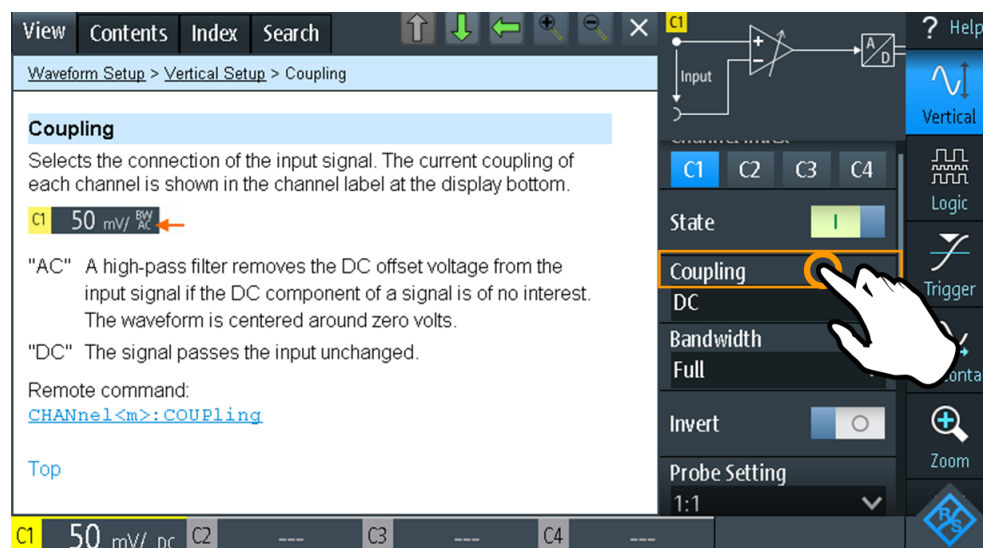 View Contents Index Search
Waveform Setup > Vertical Setup > Coupling
Coupling
Selects the connection of the input signal. The current coupling of
each channel is shown in the channel label at the display bottom.
C1 50 mV/ BW
AC
"AC" A high-pass filter removes the DC offset voltage from the
input signal if the DC component of a signal is of no interest.
The waveform is centered around zero volts.
"DC" The signal passes the input unchanged.
Remote command:
CHANnel<m>:COUPling
Top
C1
+
-
A
D
Input
C1 C2 C3 C4
State
I
Coupling
DC
Bandwidth
Full
Invert
Probe Setting
1:1
? Help
Vertical
Logic
Trigger
Zoom
R&S
C1 50 mV/ DC C2 --- C3 --- C4 ---